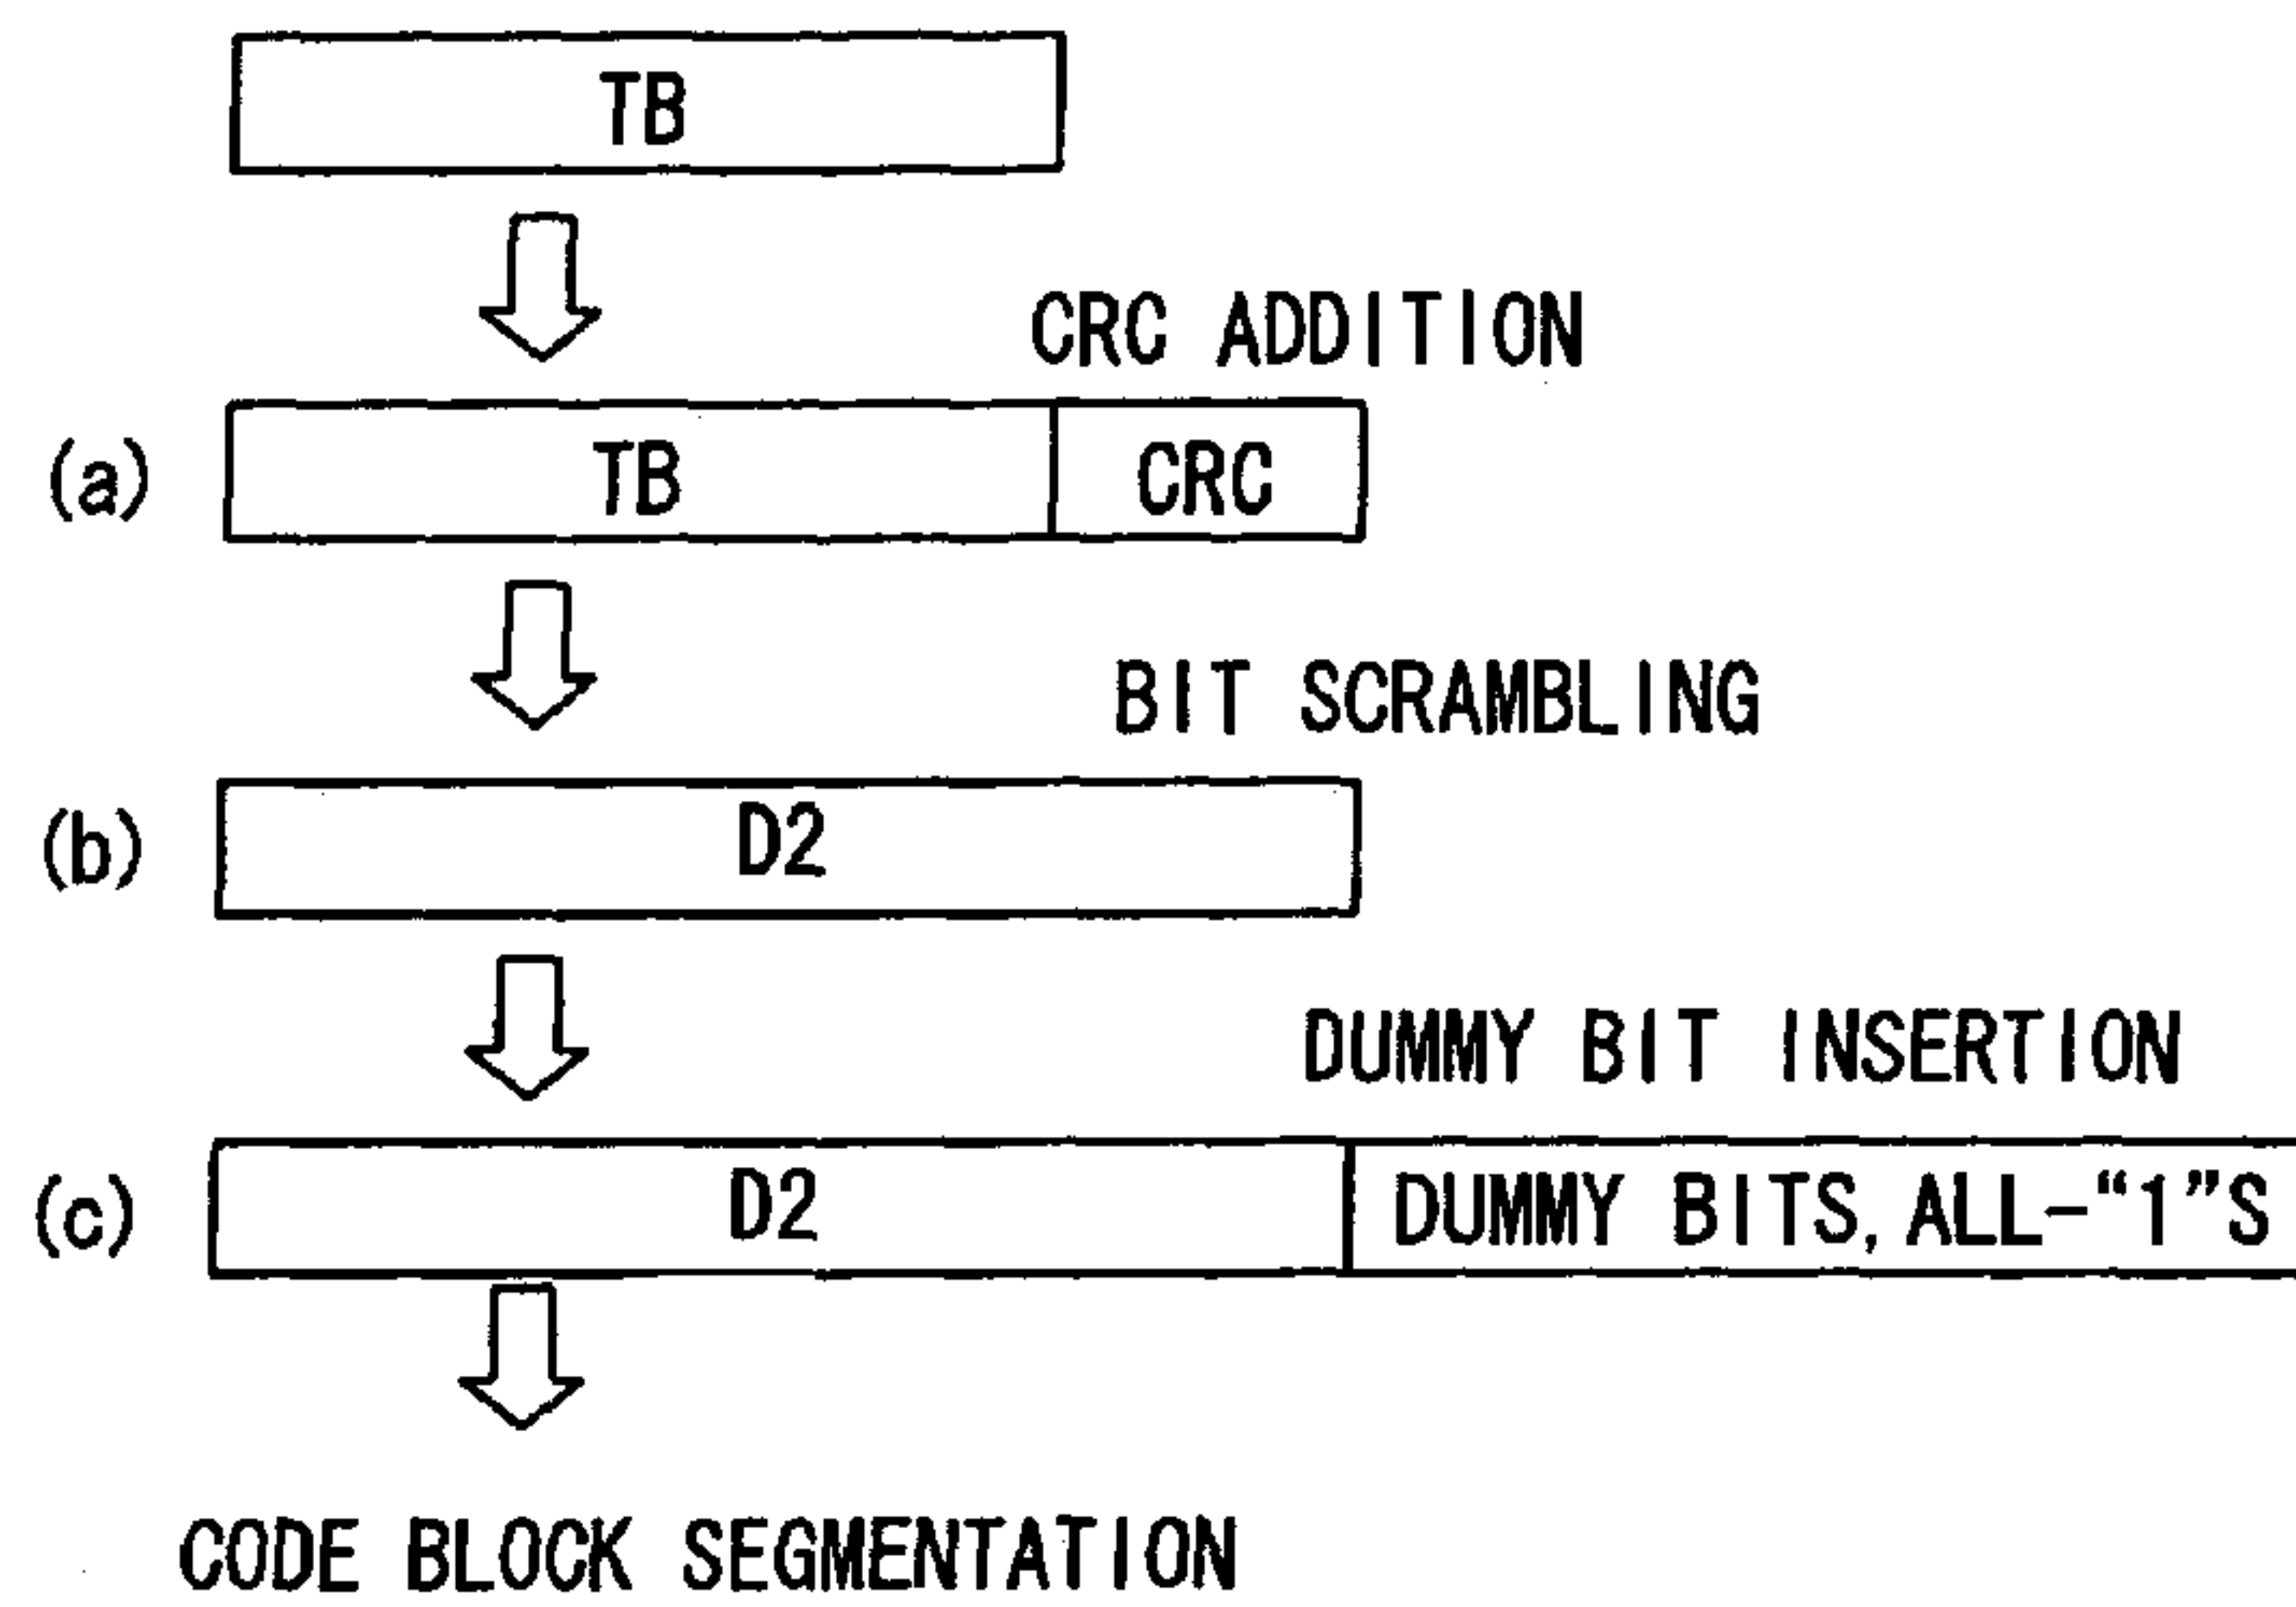 TB
CRC ADDITION
(a) TB CRC
BIT SCRAMBLING
(b) D2
DUMMY BIT INSERTION
(c) D2 DUMMY BITS, ALL-“1”S
CODE BLOCK SEGMENTATION